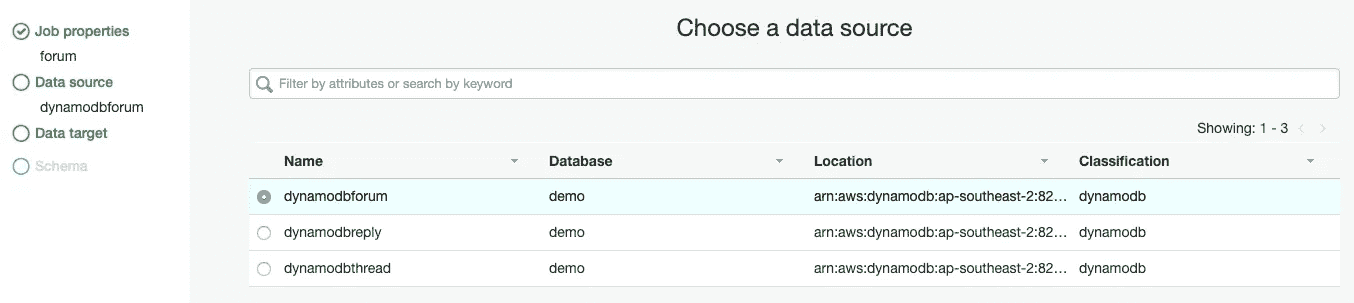 Job properties
forum
Data source
dynamodbforum
Data target
Schema
Choose a data source
Filter by attributes or search by keyword
Showing: 1 - 3
Name Database Location Classification
dynamodbforum demo arn:aws:dynamodb:ap-southeast-2:82... dynamodb
dynamodbreply demo arn:aws:dynamodb:ap-southeast-2:82... dynamodb
dynamodbthread demo arn:aws:dynamodb:ap-southeast-2:82... dynamodb